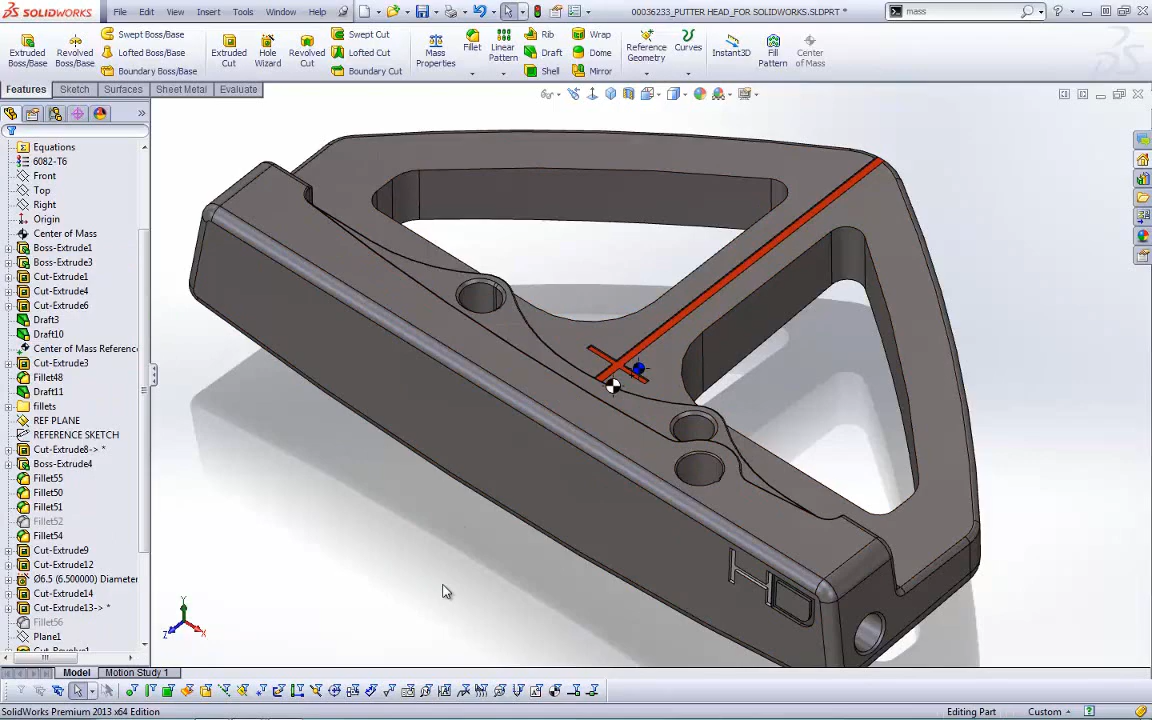 SOLIDWORKS File Edit View Insert Tools Window Help 00036233_PUTTER HEAD_FOR SOLIDWORKS.SLDPRT * mass
Extruded Boss/Base Revolved Boss/Base Swept Boss/Base Lofted Boss/Base Boundary Boss/Base Extruded Cut Hole Wizard Revolved Cut Swept Cut Lofted Cut Boundary Cut Mass Properties Fillet Linear Pattern Rib Draft Shell Wrap Dome Mirror Reference Geometry Curves Instant3D Fill Pattern Center of Mass
Features Sketch Surfaces Sheet Metal Evaluate
Equations
6082-T6
Front
Top
Right
Origin
Center of Mass
Boss-Extrude1
Boss-Extrude3
Cut-Extrude1
Cut-Extrude4
Cut-Extrude6
Draft3
Draft10
Center of Mass Reference
Cut-Extrude3
Fillet48
Draft11
fillets
REF PLANE
REFERENCE SKETCH
Cut-Extrude8-> *
Boss-Extrude4
Fillet55
Fillet50
Fillet51
Fillet52
Fillet54
Cut-Extrude9
Cut-Extrude12
Ø6.5 (6.500000) Diameter
Cut-Extrude14
Cut-Extrude13-> *
Fillet56
Plane1
Cut-Revolve1
HD
Y
Z X
Model Motion Study 1
SolidWorks Premium 2013 x64 Edition Editing Part Custom